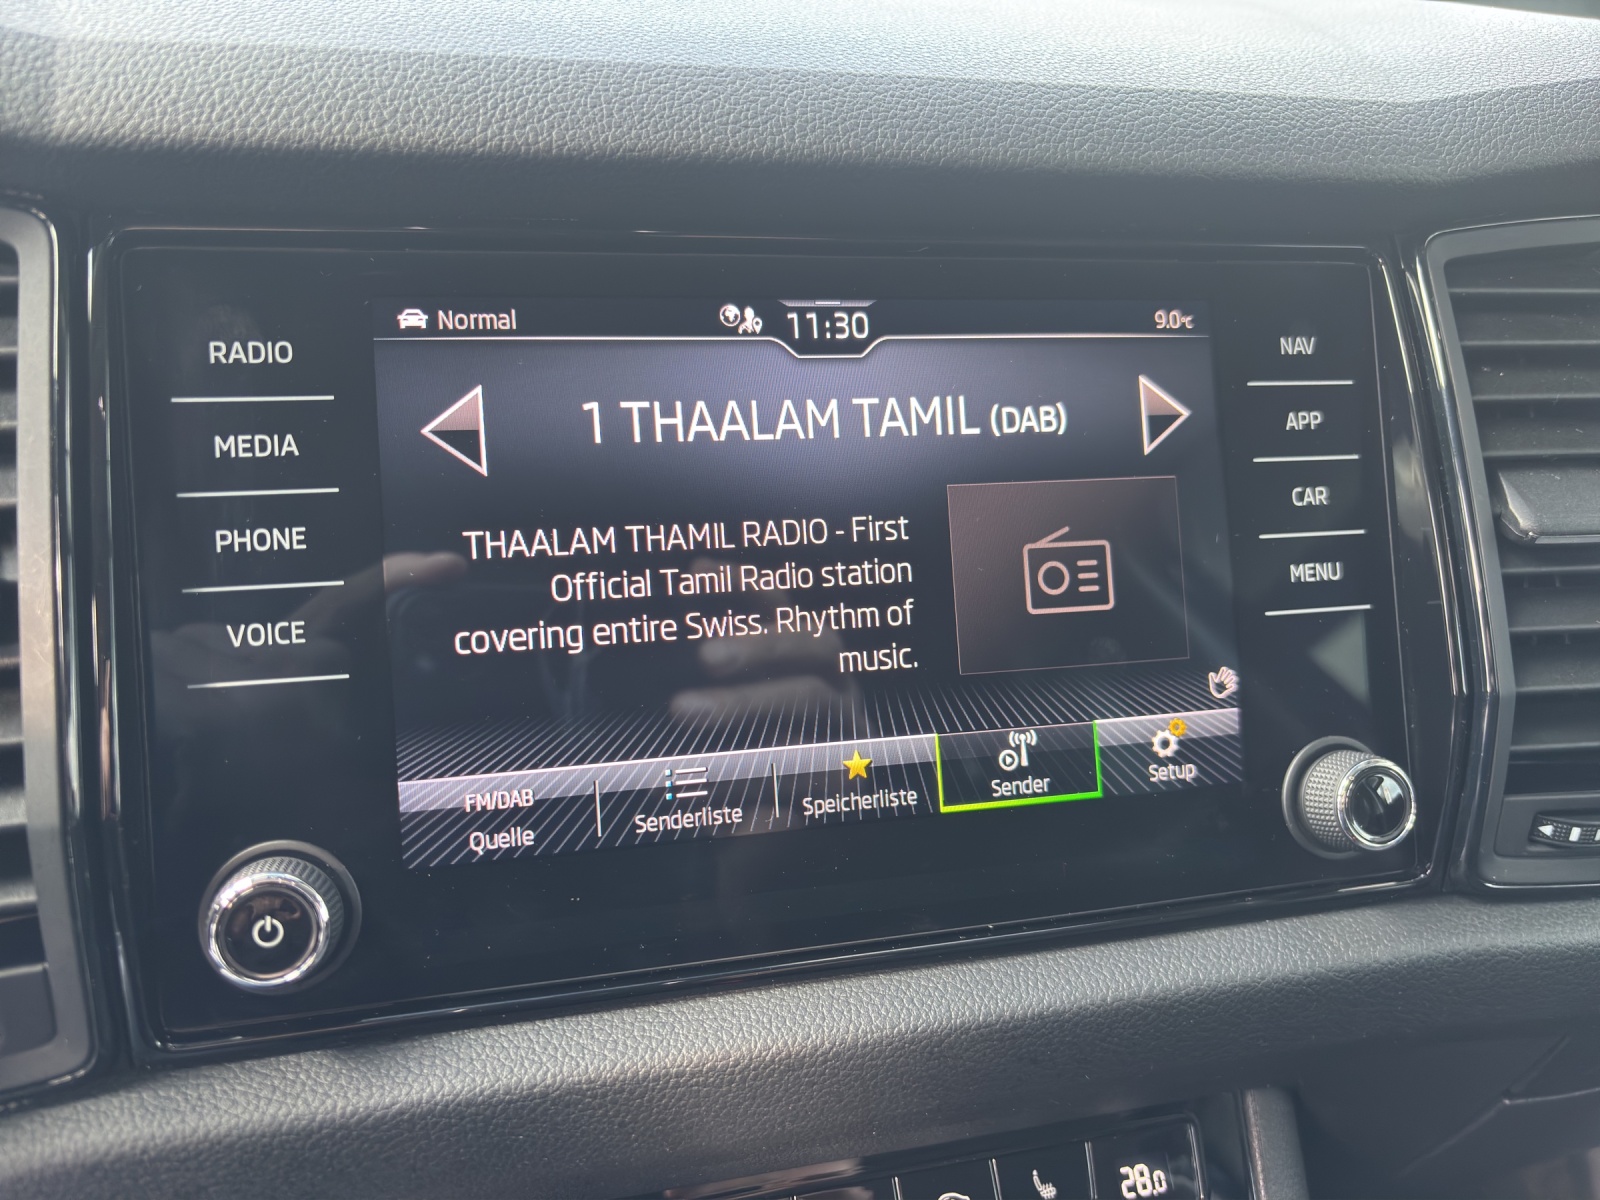 Normal
11:30
9.0°C
RADIO
MEDIA
PHONE
VOICE
1 THAALAM TAMIL (DAB)
THAALAM THAMIL RADIO - First
Official Tamil Radio station
covering entire Swiss. Rhythm of
music.
FM/DAB
Quelle
Senderliste
Speicherliste
Sender
Setup
NAV
APP
CAR
MENU
28.0